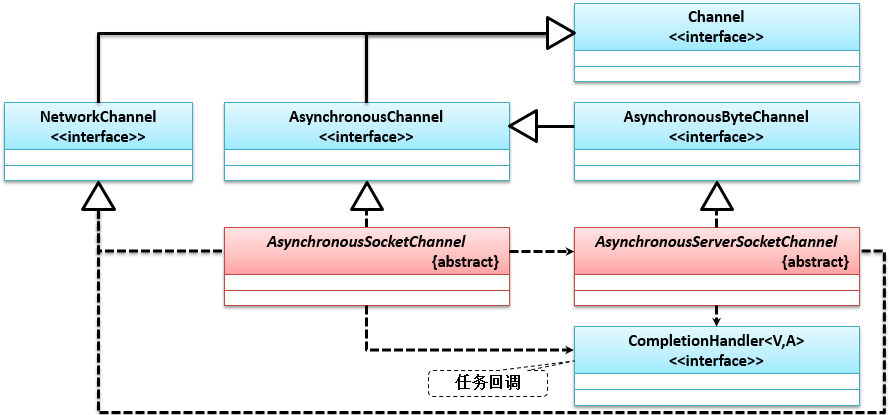 Channel
<<interface>>
NetworkChannel
<<interface>>
AsynchronousChannel
<<interface>>
AsynchronousByteChannel
<<interface>>
AsynchronousSocketChannel
{abstract}
AsynchronousServerSocketChannel
{abstract}
CompletionHandler<V,A>
<<interface>>
任务回调